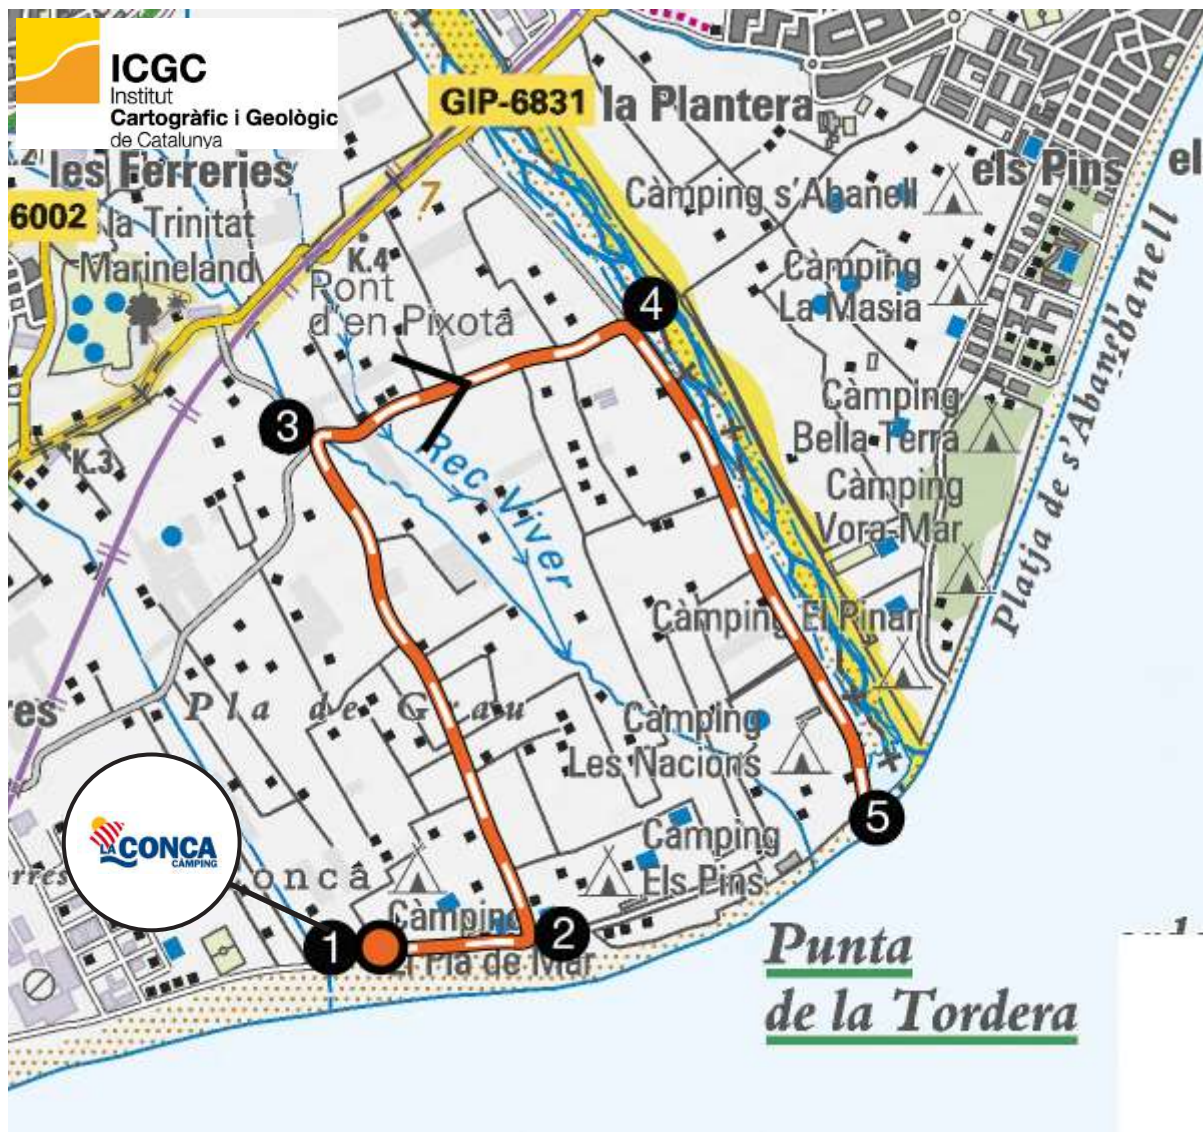 ICGC
Institut
Cartogràfic i Geològic
de Catalunya
GIP-6831
la Plantera
les Ferreries
els Pins
el
Càmping s'Abanell
6002
la Trinitat
Marineland
7
K.4
Càmping
La Masia
Pont
d'en Pixota
4
3
Càmping
Bella Terra
K.3
Rec Viver
Càmping
Vora-Mar
Platja de s'Abanell
Càmping El Pinar
res
Pla de Grau
Camping
Les Nacions
5
LA CONCA
CÀMPING
Càmping
Els Pins
onca
1
2
Càmping
El Pla de Mar
Punta
de la Tordera